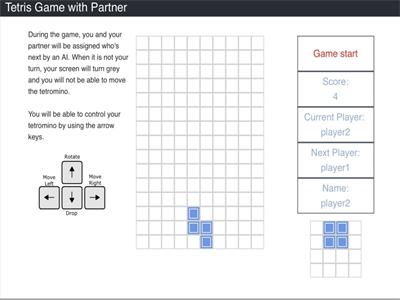 Tetris Game with Partner
During the game, you and your
partner will be assigned who's
next by an AI. When it is not your
turn, your screen will turn grey
and you will not be able to move
the tetromino.
You will be able to control your
tetromino by using the arrow
keys.
Rotate
Move
Left
Move
Right
Drop
Game start
Score:
4
Current Player:
player2
Next Player:
player1
Name:
player2